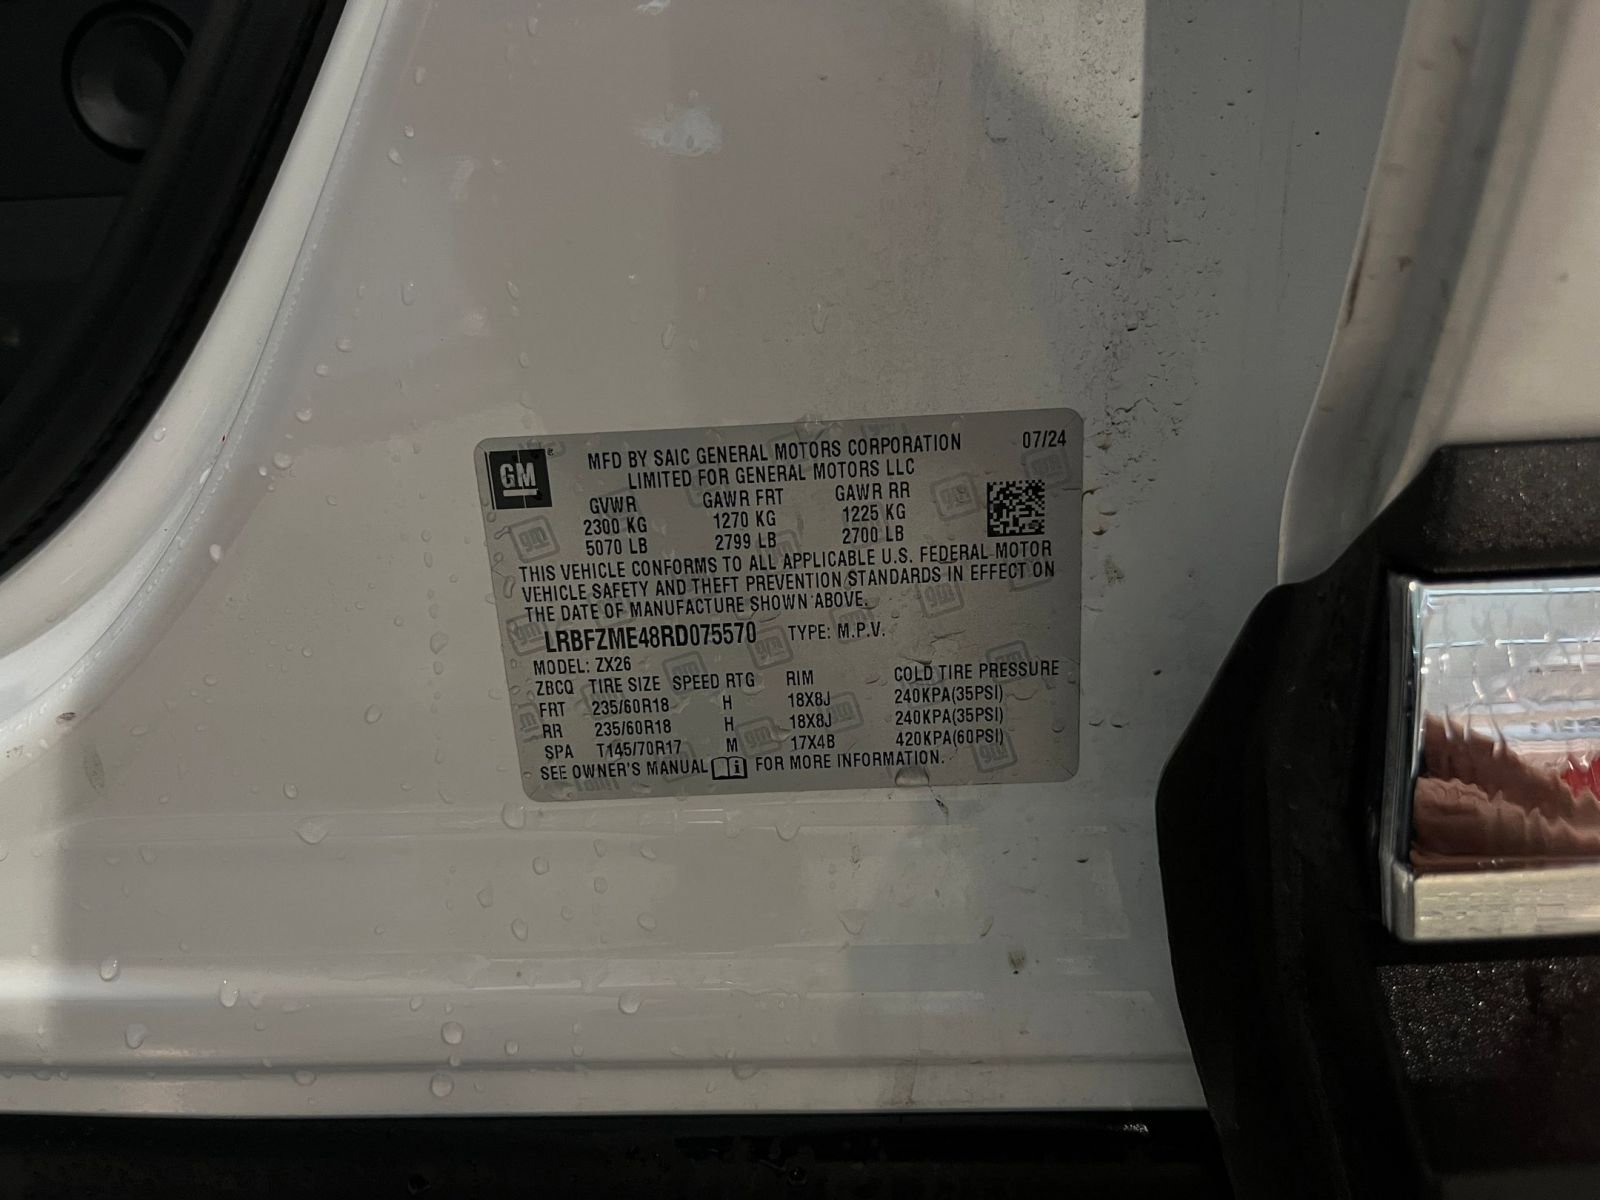 GM
MFD BY SAIC GENERAL MOTORS CORPORATION 07/24
LIMITED FOR GENERAL MOTORS LLC
GVWR GAWR FRT GAWR RR
2300 KG 1270 KG 1225 KG
5070 LB 2799 LB 2700 LB
THIS VEHICLE CONFORMS TO ALL APPLICABLE U.S. FEDERAL MOTOR
VEHICLE SAFETY AND THEFT PREVENTION STANDARDS IN EFFECT ON
THE DATE OF MANUFACTURE SHOWN ABOVE.
LRBFZME48RD075570 TYPE: M.P.V.
MODEL: ZX26
ZBCQ TIRE SIZE SPEED RTG RIM COLD TIRE PRESSURE
FRT 235/60R18 H 18X8J 240KPA(35PSI)
RR 235/60R18 H 18X8J 240KPA(35PSI)
SPA T145/70R17 M 17X4B 420KPA(60PSI)
SEE OWNER'S MANUAL FOR MORE INFORMATION.